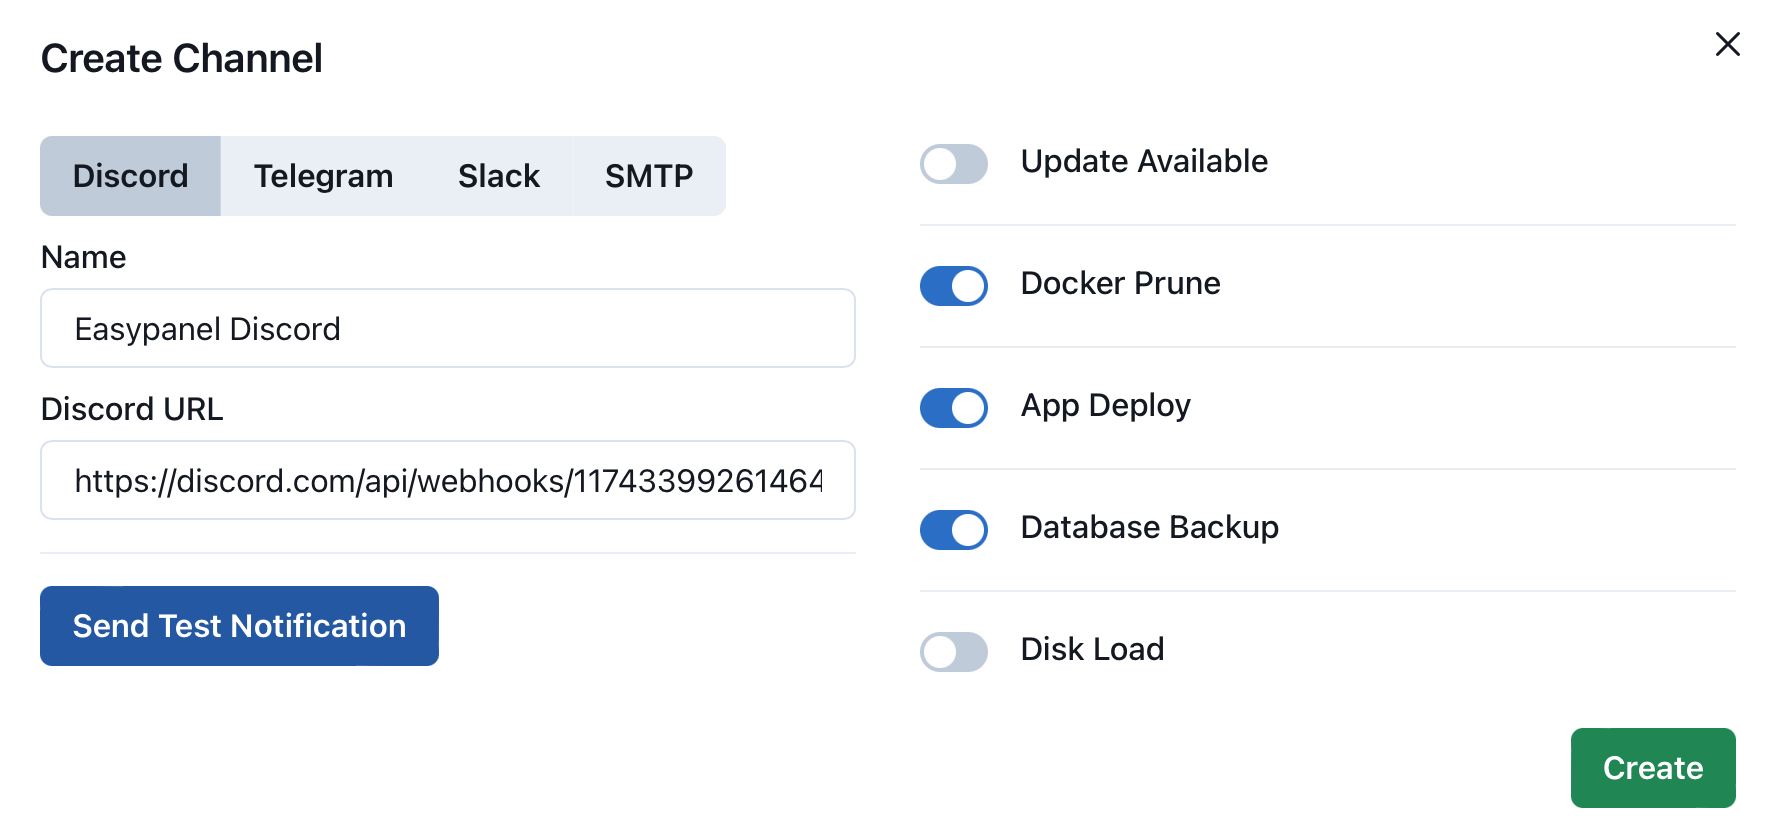 Create Channel
Discord Telegram Slack SMTP
Name
Easypanel Discord
Discord URL
https://discord.com/api/webhooks/11743399261464
Send Test Notification
Update Available
Docker Prune
App Deploy
Database Backup
Disk Load
Create